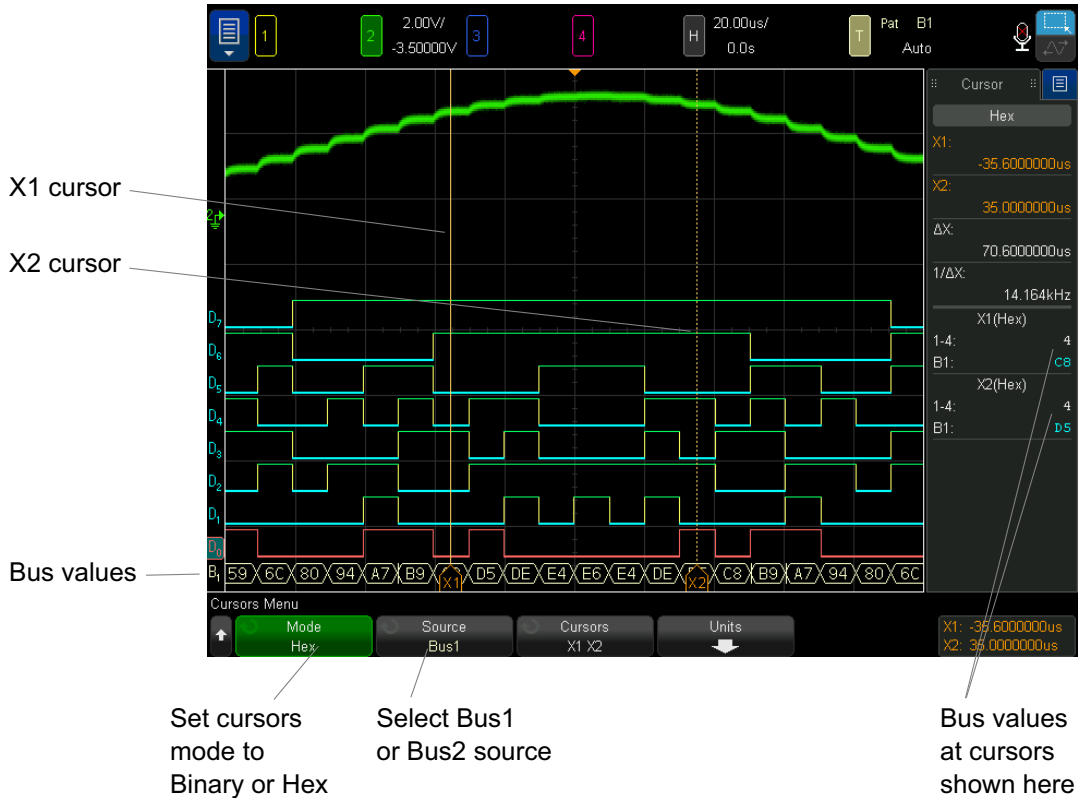 1
2
2.00V/
-3.50000V
3
4
H
20.00us/
0.0s
T
Pat B1
Auto
Cursor
Hex
X1:
-35.6000000us
X2:
35.0000000us
ΔX:
70.6000000us
1/ΔX:
14.164kHz
X1(Hex)
1-4: 4
B1: C8
X2(Hex)
1-4: 4
B1: D5
X1 cursor
X2 cursor
2
D7
D6
D5
D4
D3
D2
D1
D0
Bus values
B1 59 6C 80 94 A7 B9 X1 D5 DE E4 E6 E4 DE X2 C8 B9 A7 94 80 6C
Cursors Menu
Mode
Hex
Source
Bus1
Cursors
X1 X2
Units
X1: -35.6000000us
X2: 35.0000000us
Set cursors
mode to
Binary or Hex
Select Bus1
or Bus2 source
Bus values
at cursors
shown here